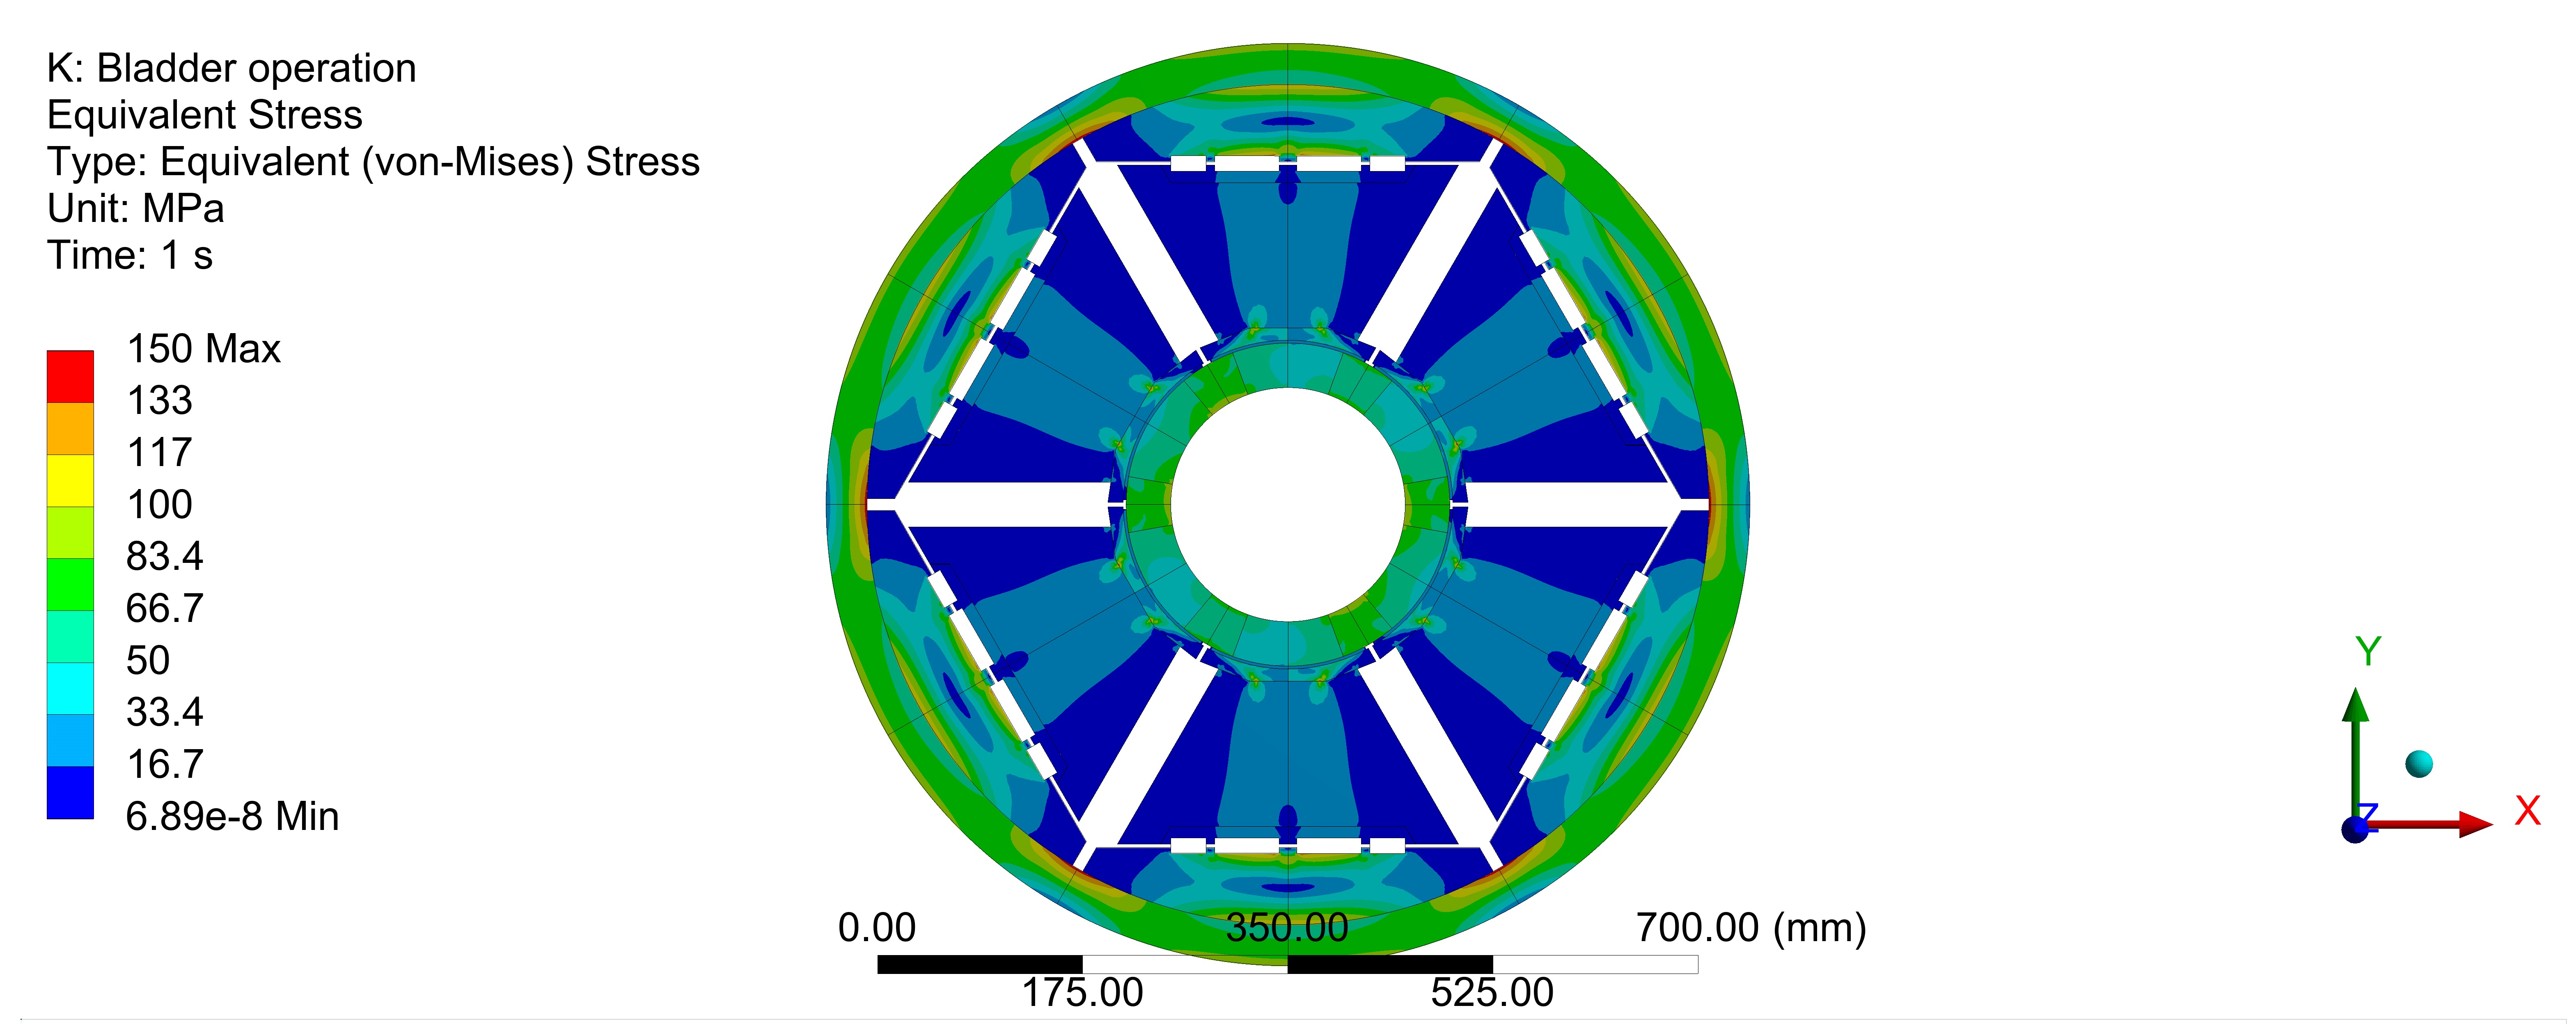 K: Bladder operation
Equivalent Stress
Type: Equivalent (von-Mises) Stress
Unit: MPa
Time: 1 s
150 Max
133
117
100
83.4
66.7
50
33.4
16.7
6.89e-8 Min
0.00
350.00
700.00 (mm)
175.00
525.00
Y
Z
X